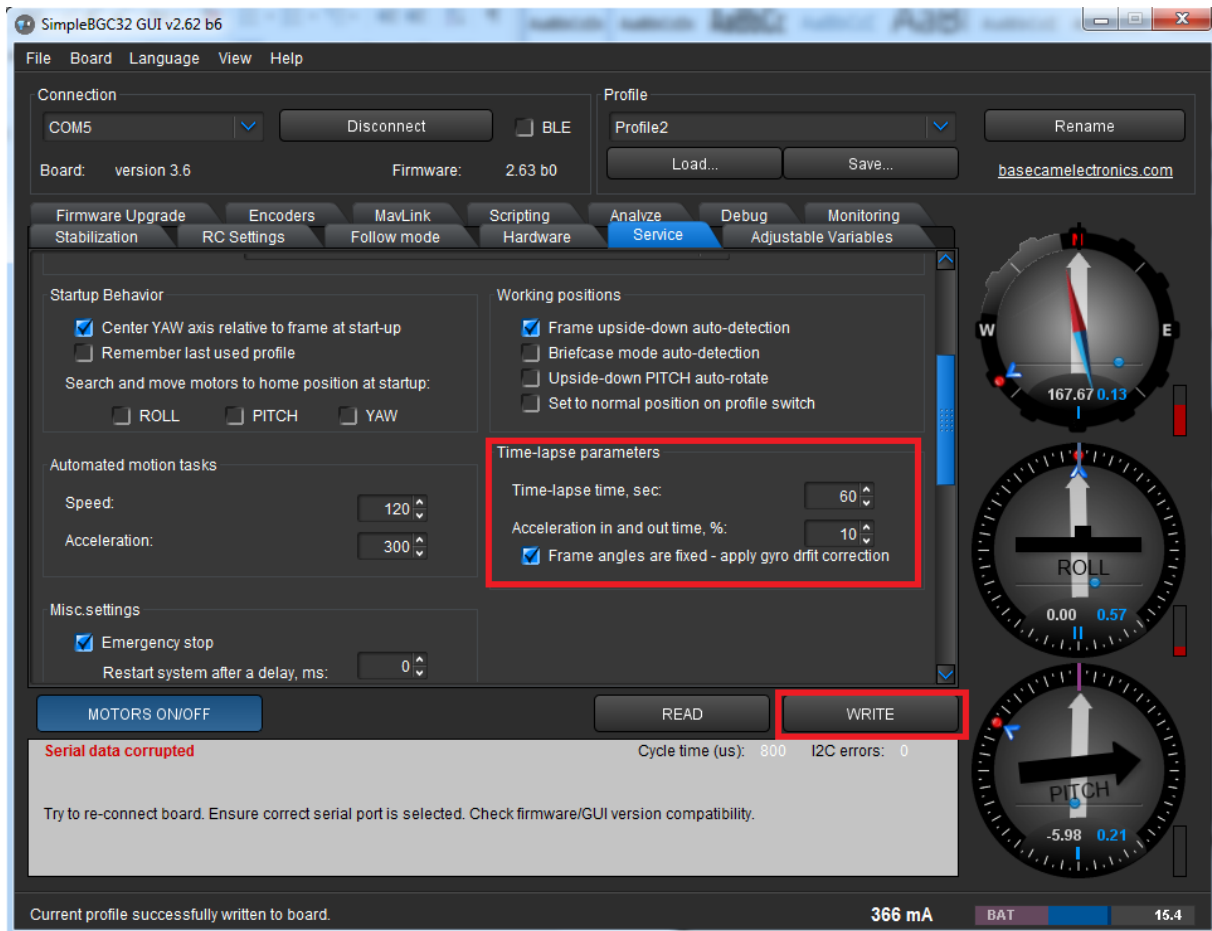 SimpleBGC32 GUI v2.62 b6
File Board Language View Help
Connection
Profile
COM5 Disconnect BLE
Profile2 Rename
Board: version 3.6 Firmware: 2.63 b0
Load... Save... basecamelectronics.com
Firmware Upgrade Encoders MavLink Scripting Analyze Debug Monitoring
Stabilization RC Settings Follow mode Hardware Service Adjustable Variables
Startup Behavior
Center YAW axis relative to frame at start-up
Remember last used profile
Search and move motors to home position at startup:
ROLL PITCH YAW
Working positions
Frame upside-down auto-detection
Briefcase mode auto-detection
Upside-down PITCH auto-rotate
Set to normal position on profile switch
Automated motion tasks
Speed: 120
Acceleration: 300
Time-lapse parameters
Time-lapse time, sec: 60
Acceleration in and out time, %: 10
Frame angles are fixed - apply gyro drfit correction
Misc.settings
Emergency stop
Restart system after a delay, ms: 0
N
W E
167.67 0.13
ROLL
0.00 0.57
PITCH
-5.98 0.21
MOTORS ON/OFF READ WRITE
Serial data corrupted Cycle time (us): 800 I2C errors: 0
Try to re-connect board. Ensure correct serial port is selected. Check firmware/GUI version compatibility.
Current profile successfully written to board. 366 mA BAT 15.4